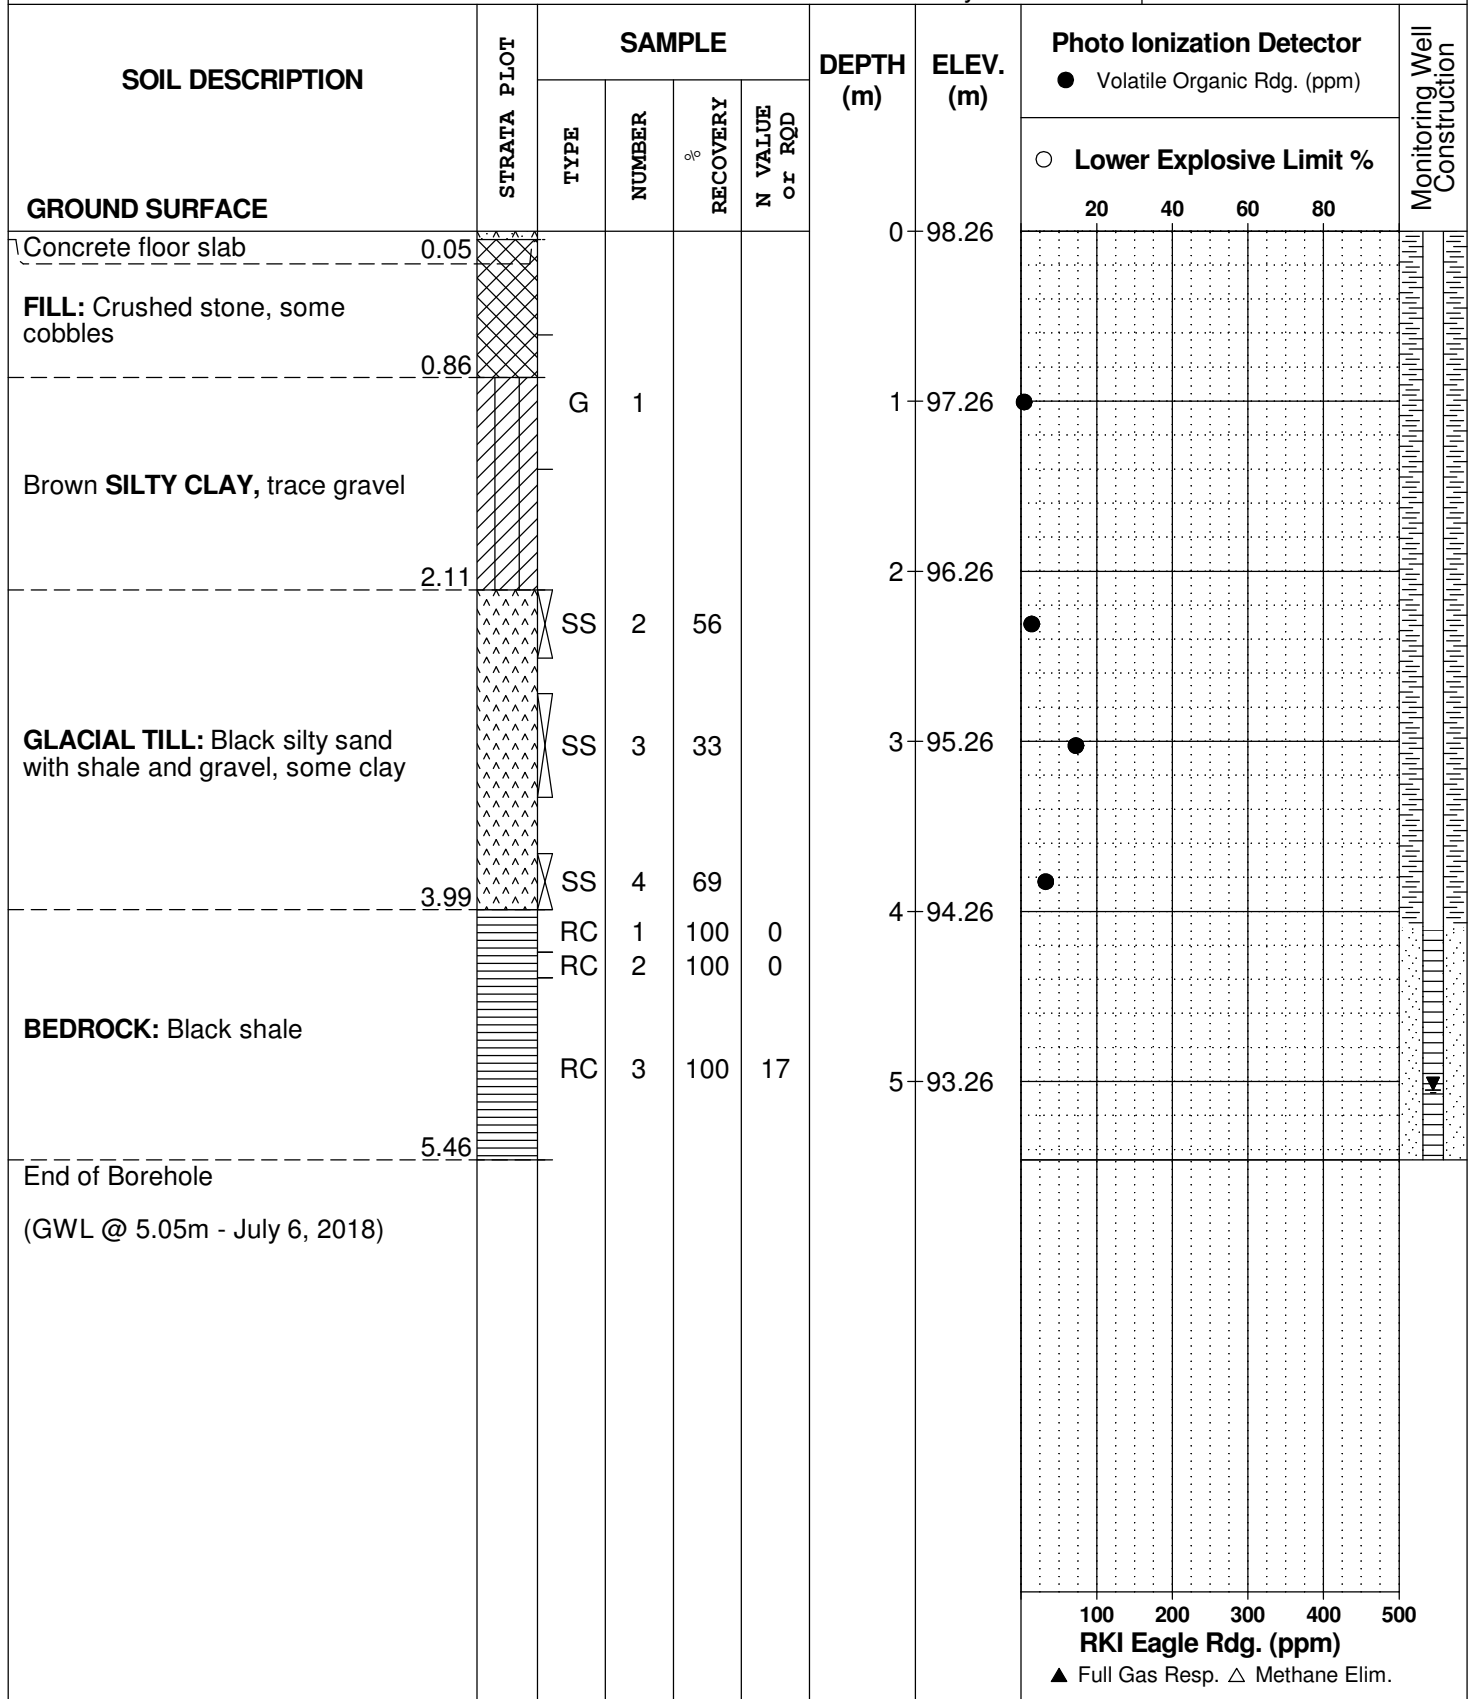 SOIL DESCRIPTION
GROUND SURFACE
STRATA PLOT
SAMPLE
TYPE
NUMBER
%
RECOVERY
N VALUE
or RQD
DEPTH
(m)
ELEV.
(m)
Photo Ionization Detector
● Volatile Organic Rdg. (ppm)
○ Lower Explosive Limit %
20 40 60 80
Monitoring Well
Construction
0 98.26
Concrete floor slab 0.05
FILL: Crushed stone, some
cobbles
0.86
G 1
1 97.26
Brown SILTY CLAY, trace gravel
2.11
2 96.26
SS 2 56
GLACIAL TILL: Black silty sand
with shale and gravel, some clay
SS 3 33
3 95.26
SS 4 69
3.99
4 94.26
RC 1 100 0
RC 2 100 0
BEDROCK: Black shale
RC 3 100 17
5 93.26
5.46
End of Borehole
(GWL @ 5.05m - July 6, 2018)
100 200 300 400 500
RKI Eagle Rdg. (ppm)
▲ Full Gas Resp. △ Methane Elim.